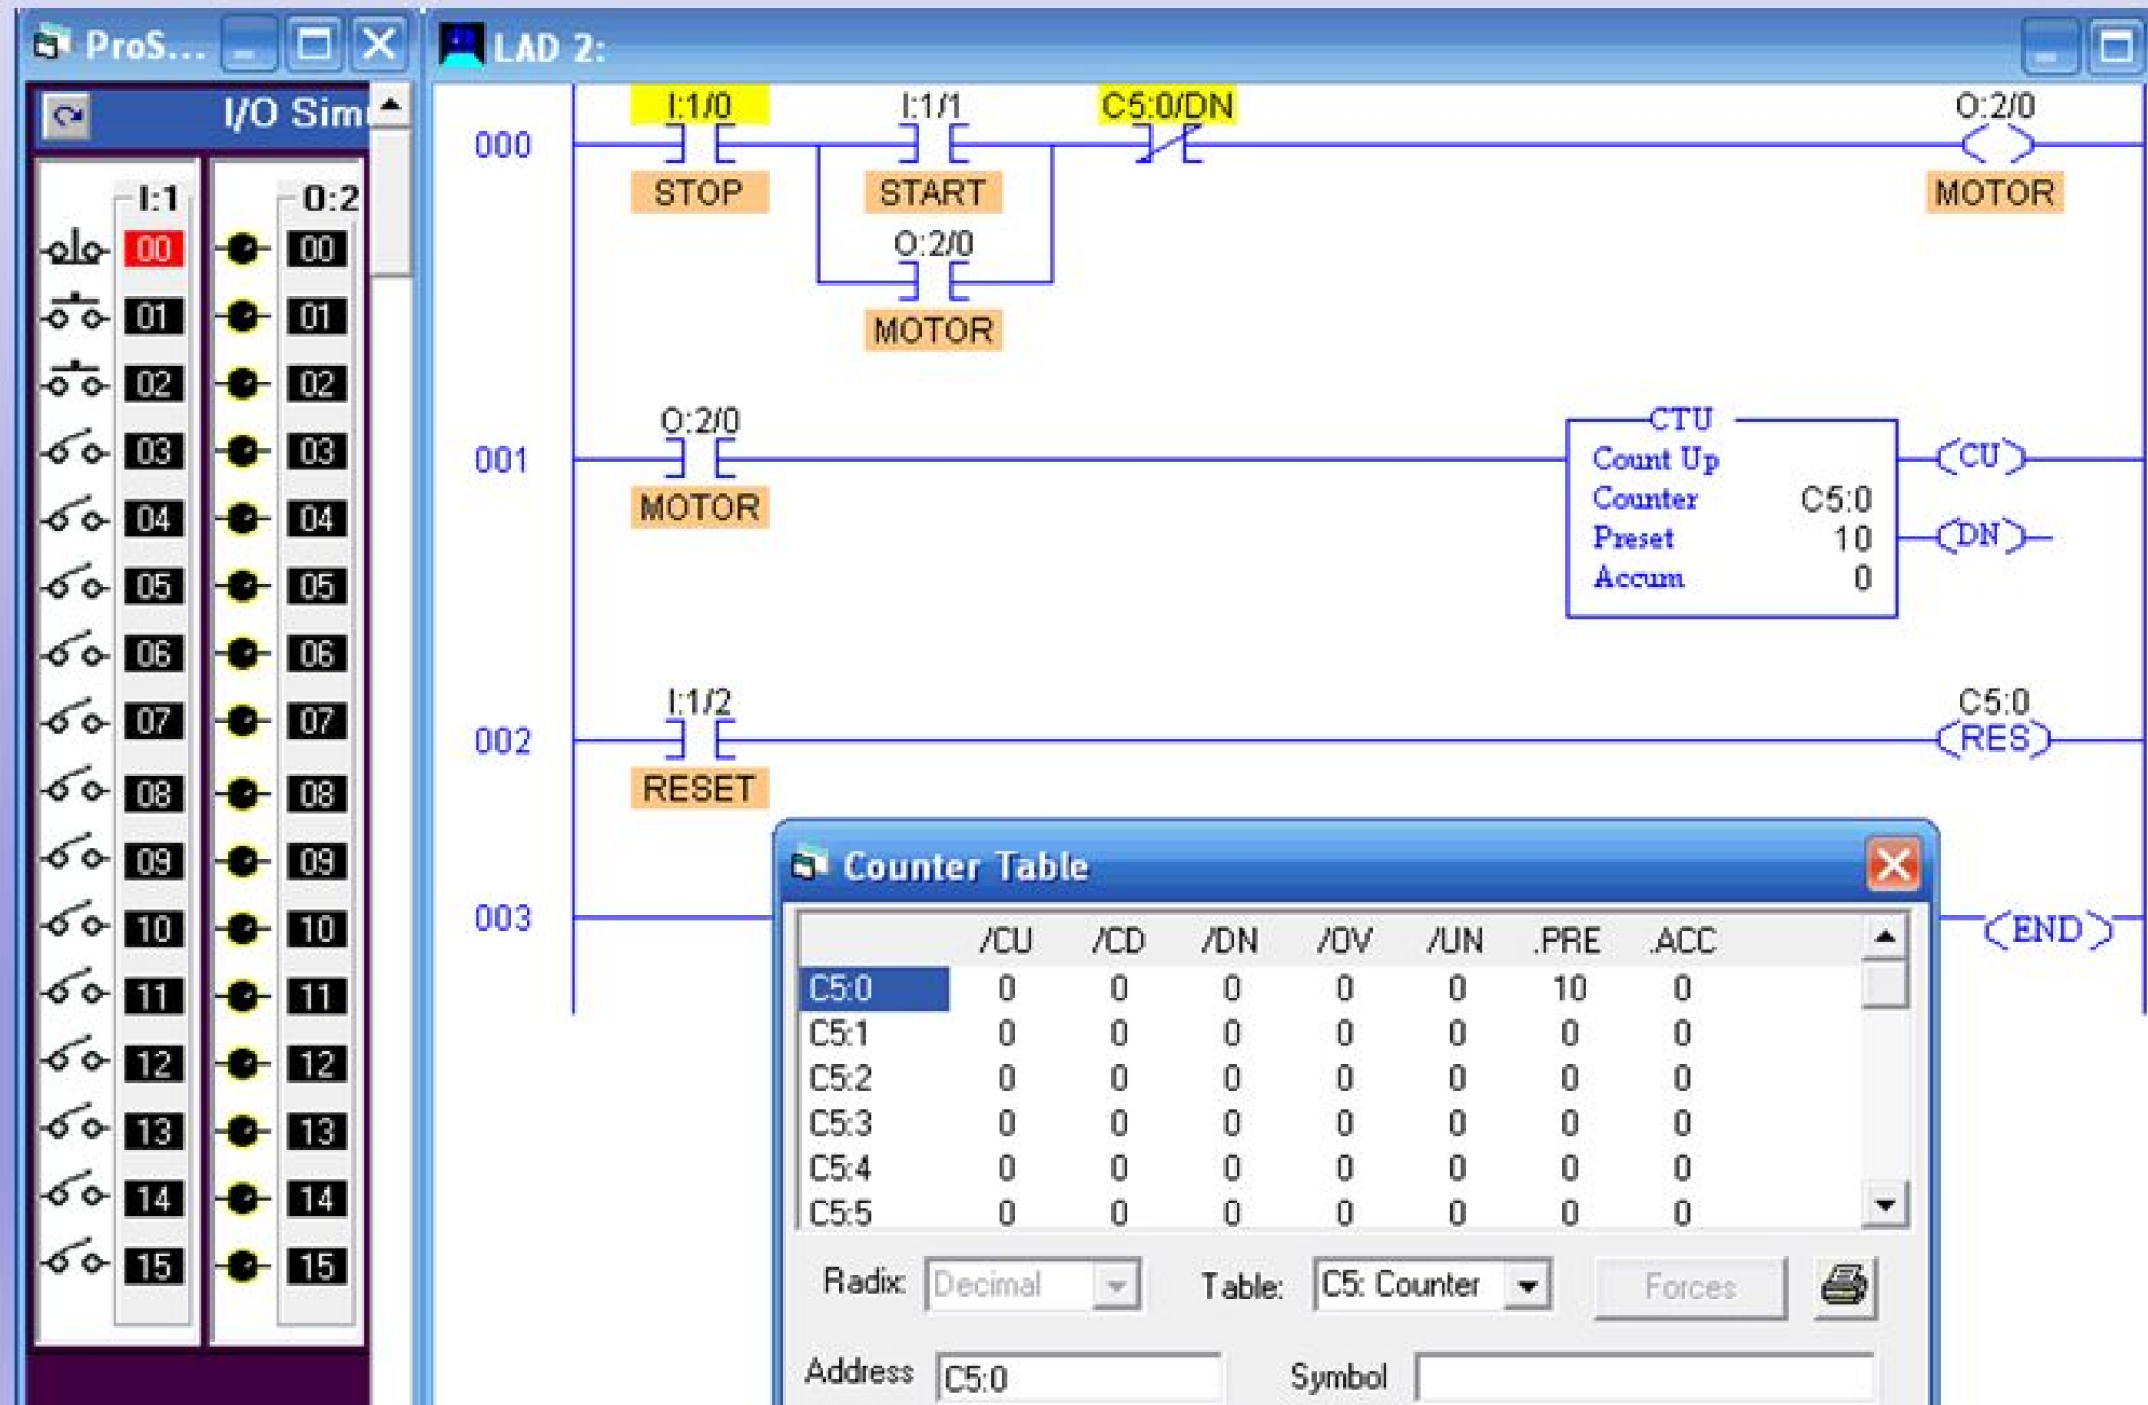 ProS...
I/O Simu
I:1 O:2
00 00
01 01
02 02
03 03
04 04
05 05
06 06
07 07
08 08
09 09
10 10
11 11
12 12
13 13
14 14
15 15
LAD 2:
I:1/0 I:1/1 C5:0/DN O:2/0
000
STOP START MOTOR
O:2/0
MOTOR
O:2/0
001
MOTOR
CTU
Count Up (CU)
Counter C5:0
Preset 10 (DN)
Accum 0
I:1/2 C5:0
002 (RES)
RESET
003 (END)
Counter Table
/CU /CD /DN /OV /UN .PRE .ACC
C5:0 0 0 0 0 0 10 0
C5:1 0 0 0 0 0 0 0
C5:2 0 0 0 0 0 0 0
C5:3 0 0 0 0 0 0 0
C5:4 0 0 0 0 0 0 0
C5:5 0 0 0 0 0 0 0
Radix: Decimal Table: C5: Counter Forces
Address C5:0 Symbol